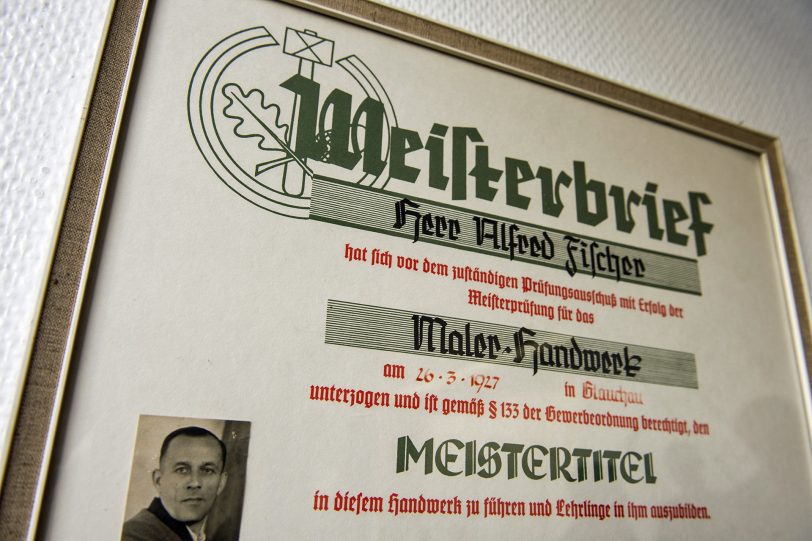 Meisterbrief
Herr Alfred Fischer
hat sich vor dem zuständigen Prüfungsausschuß mit Erfolg der
Meisterprüfung für das
Maler-Handwerk
am 26·3·1927 in Glauchau
unterzogen und ist gemäß § 133 der Gewerbeordnung berechtigt, den
MEISTERTITEL
in diesem Handwerk zu führen und Lehrlinge in ihm auszubilden.